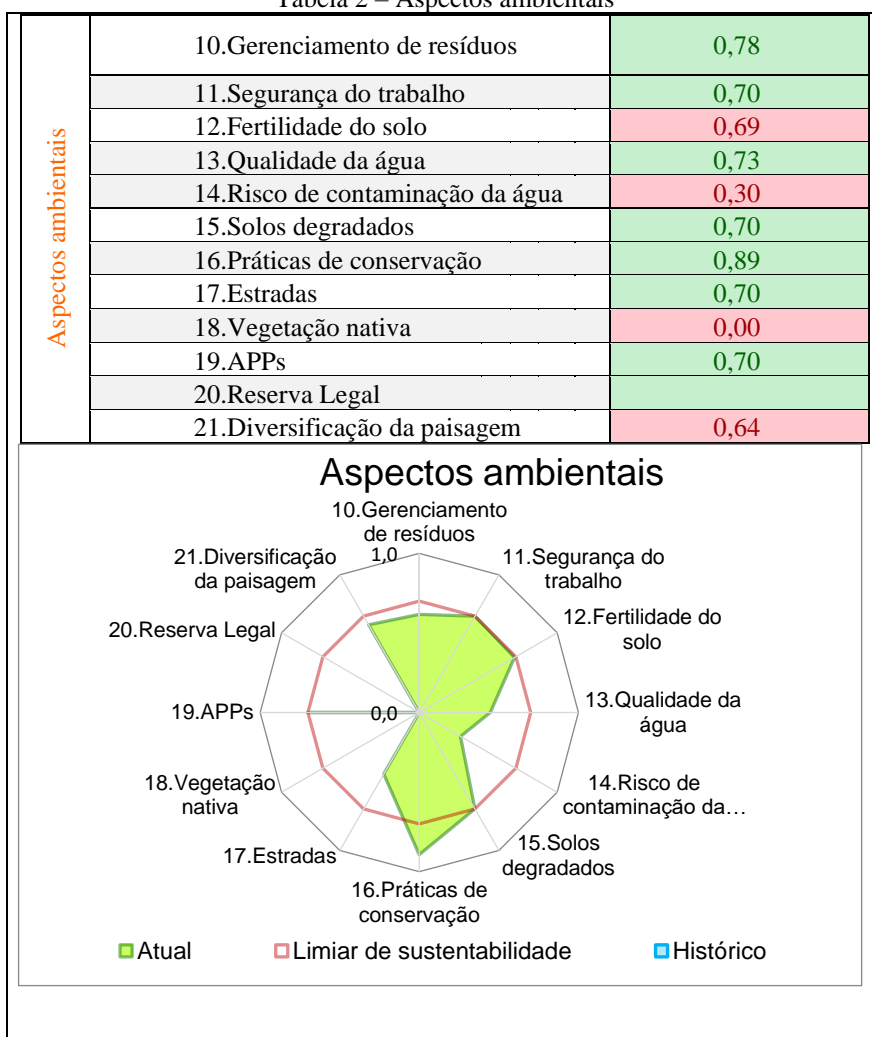 Tabela 2 – Aspectos ambientais
Aspectos ambientais
10.Gerenciamento de resíduos 0,78
11.Segurança do trabalho 0,70
12.Fertilidade do solo 0,69
13.Qualidade da água 0,73
14.Risco de contaminação da água 0,30
15.Solos degradados 0,70
16.Práticas de conservação 0,89
17.Estradas 0,70
18.Vegetação nativa 0,00
19.APPs 0,70
20.Reserva Legal
21.Diversificação da paisagem 0,64
Aspectos ambientais
10.Gerenciamento
de resíduos
1,0
11.Segurança do
trabalho
12.Fertilidade do
solo
13.Qualidade da
água
14.Risco de
contaminação da…
15.Solos
degradados
16.Práticas de
conservação
17.Estradas
18.Vegetação
nativa
19.APPs
0,0
20.Reserva Legal
21.Diversificação
da paisagem
Atual
Limiar de sustentabilidade
Histórico